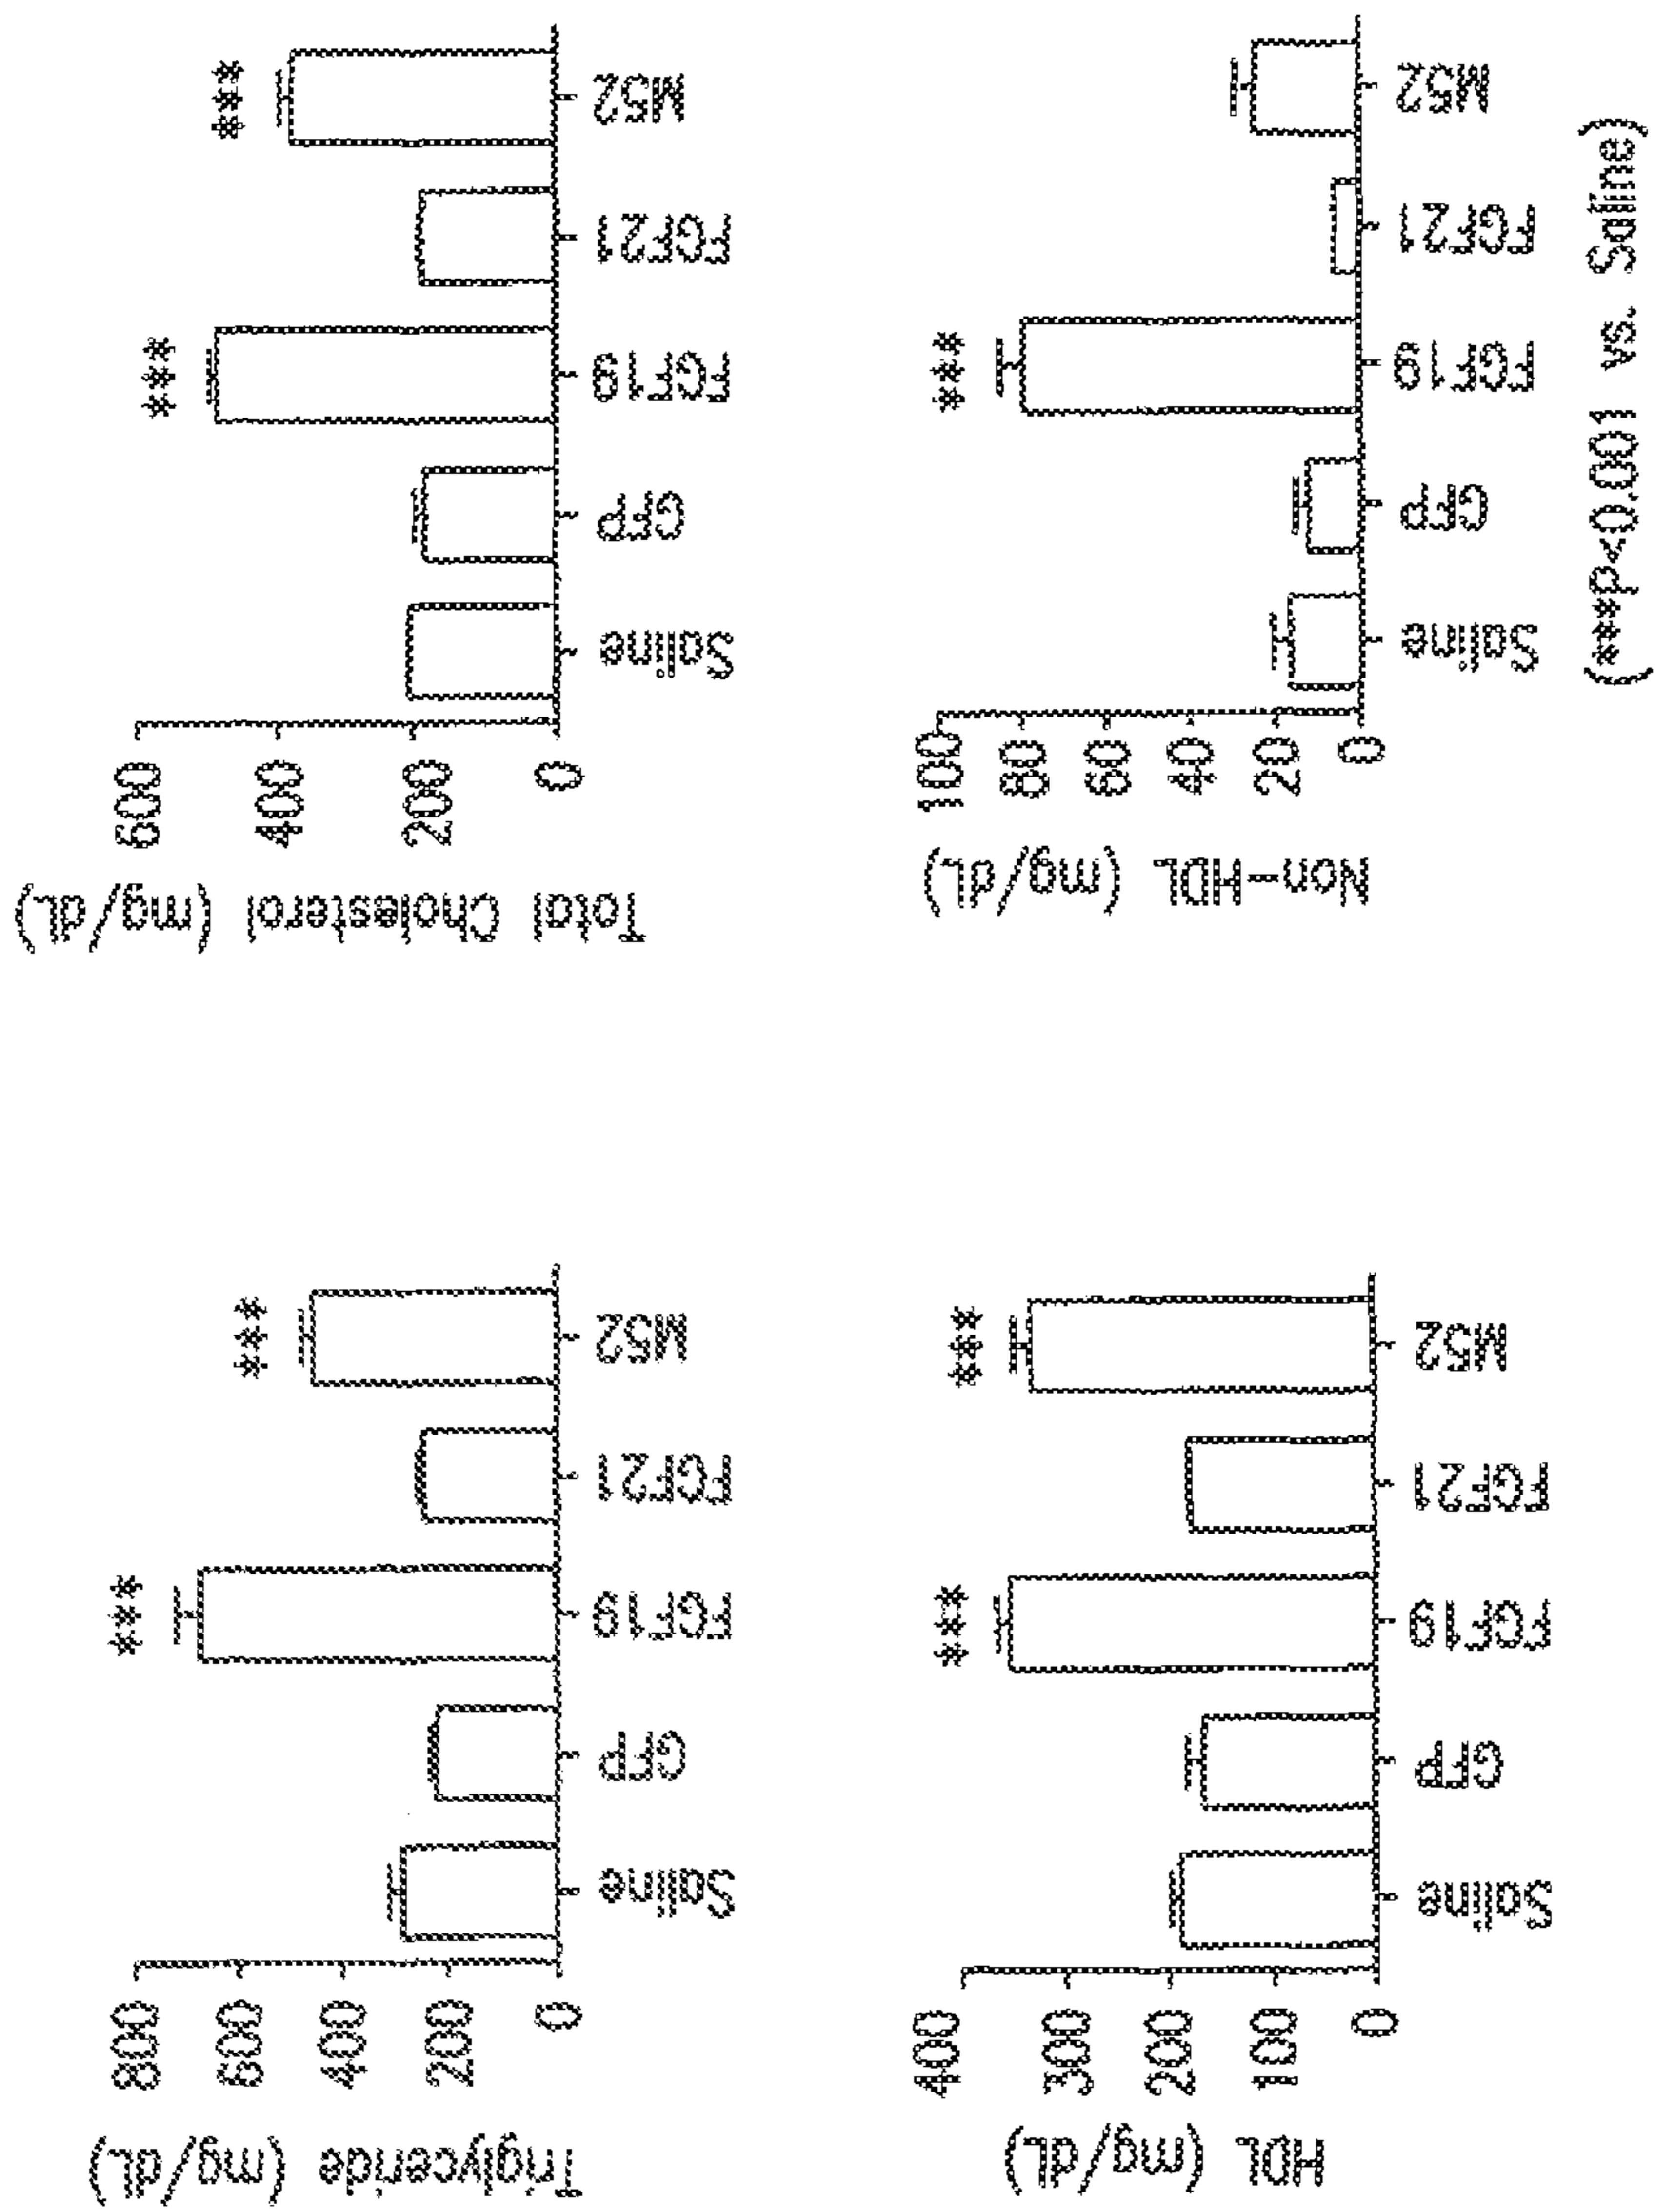 Triglyceride (mg/dL)
800
600
400
200
0
Saline
GFP
FGF19
FGF21
M52
***
***
Total Cholesterol (mg/dL)
600
400
200
0
Saline
GFP
FGF19
FGF21
M52
***
***
HDL (mg/dL)
400
300
200
100
0
Saline
GFP
FGF19
FGF21
M52
***
***
Non-HDL (mg/dL)
100
80
60
40
20
0
Saline
GFP
FGF19
FGF21
M52
***
(***P<0.001 vs. Saline)